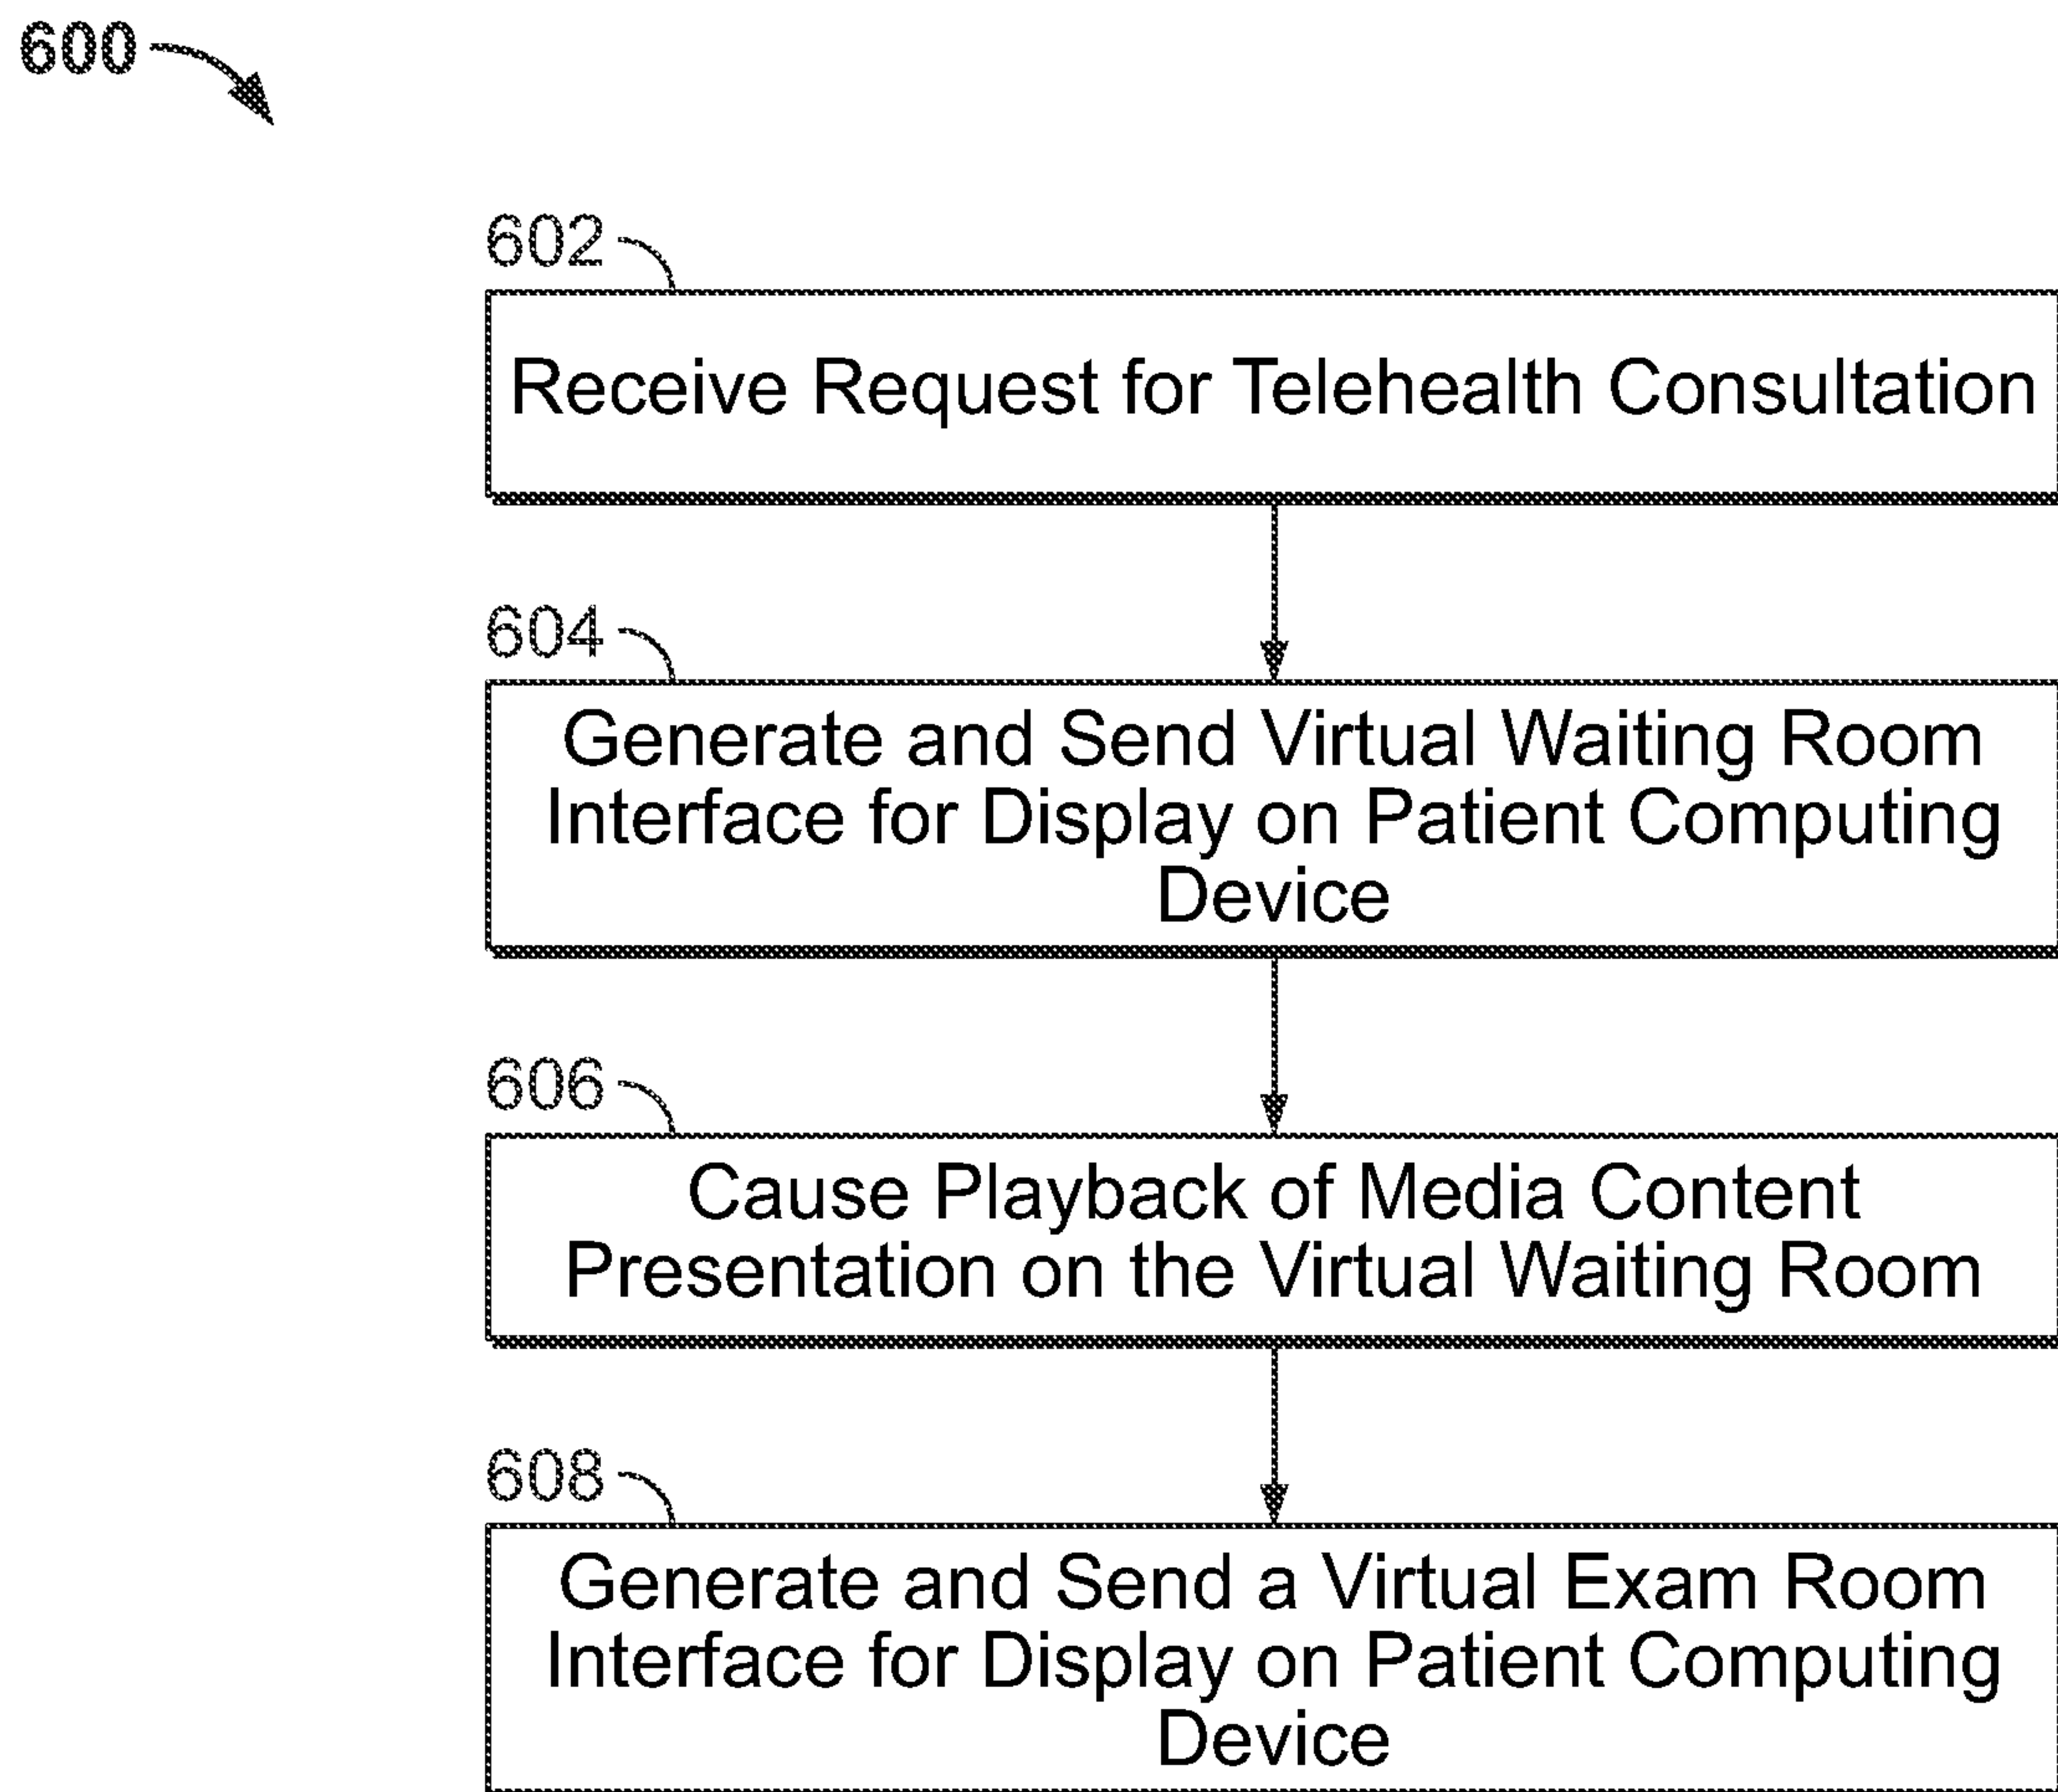 600
602
Receive Request for Telehealth Consultation
604
Generate and Send Virtual Waiting Room
Interface for Display on Patient Computing
Device
606
Cause Playback of Media Content
Presentation on the Virtual Waiting Room
608
Generate and Send a Virtual Exam Room
Interface for Display on Patient Computing
Device